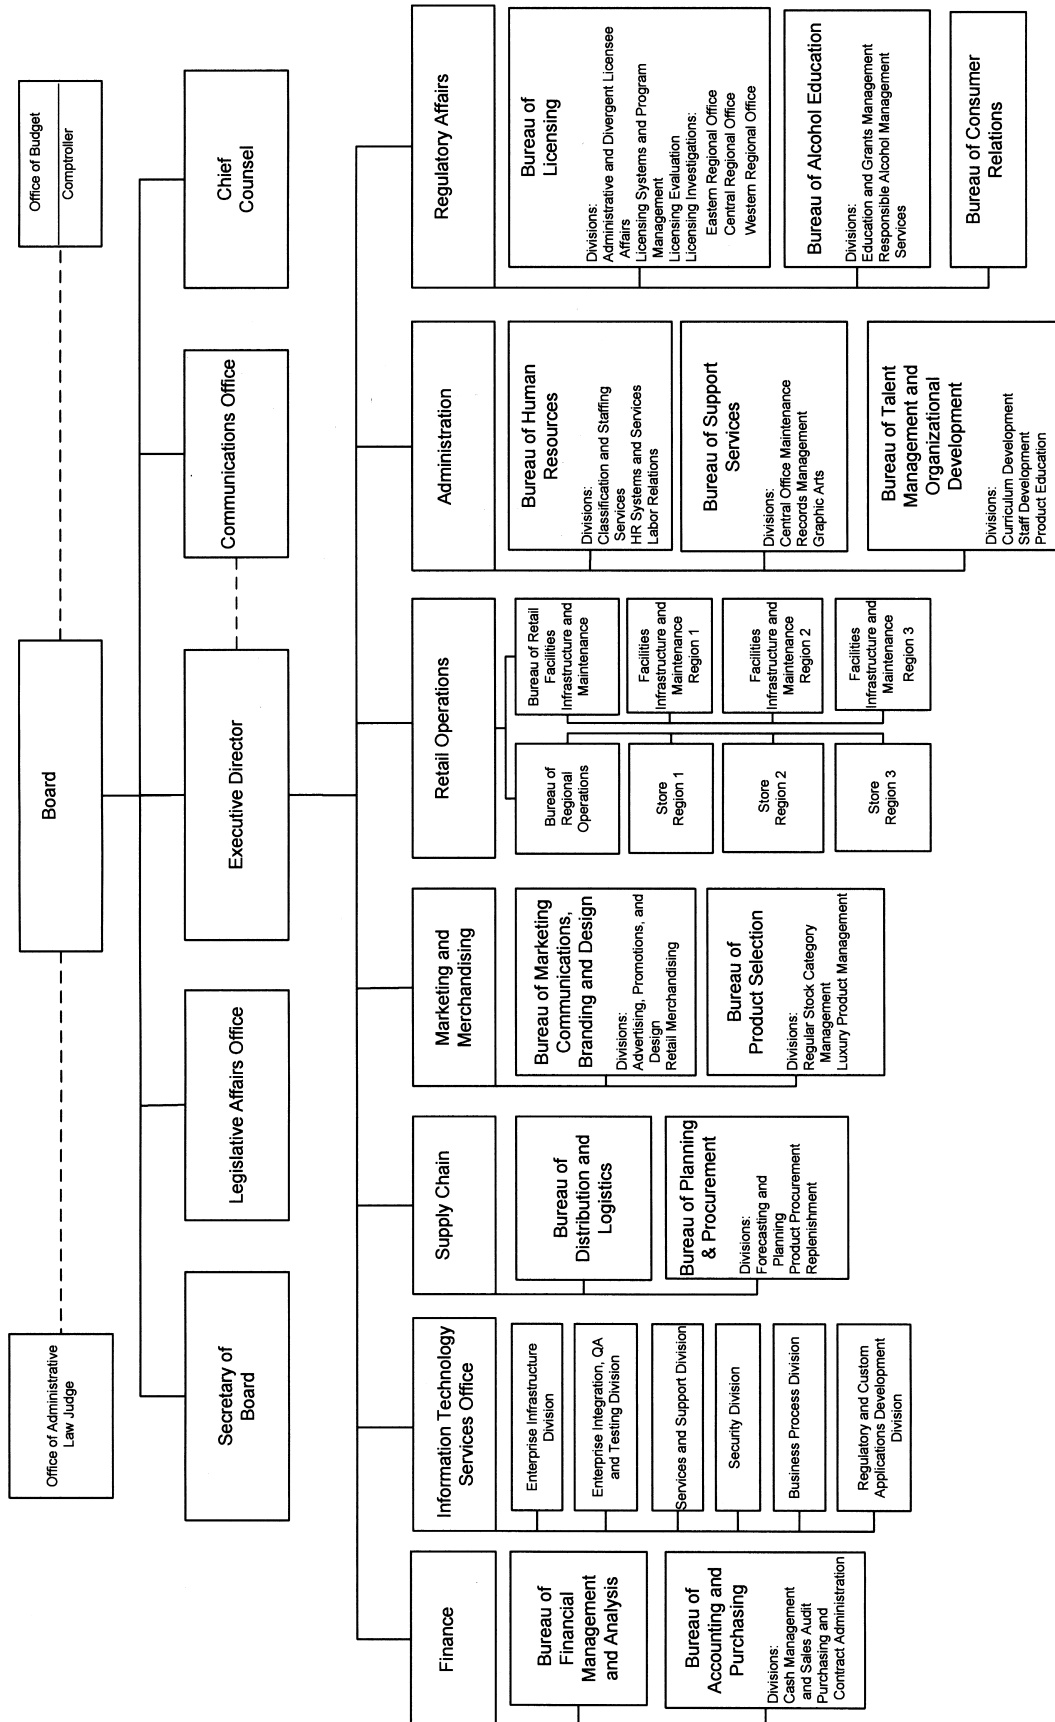 Office of Administrative
Law Judge
Board
Office of Budget
Comptroller
Secretary of
Board
Legislative Affairs Office
Executive Director
Communications Office
Chief
Counsel
Finance
Bureau of
Financial
Management
and Analysis
Bureau of
Accounting and
Purchasing
Divisions:
Cash Management
and Sales Audit
Purchasing and
Contract Administration
Information Technology
Services Office
Enterprise Infrastructure
Division
Enterprise Integration, QA
and Testing Division
Services and Support Division
Security Division
Business Process Division
Regulatory and Custom
Applications Development
Division
Supply Chain
Bureau of
Distribution and
Logistics
Bureau of Planning
& Procurement
Divisions:
Forecasting and
Planning
Product Procurement
Replenishment
Marketing and
Merchandising
Bureau of Marketing
Communications,
Branding and Design
Divisions:
Advertising, Promotions, and
Design
Retail Merchandising
Bureau of
Product Selection
Divisions:
Regular Stock Category
Management
Luxury Product Management
Retail Operations
Bureau of
Regional
Operations
Store
Region 1
Store
Region 2
Store
Region 3
Bureau of Retail
Facilities
Infrastructure and
Maintenance
Facilities
Infrastructure and
Maintenance
Region 1
Facilities
Infrastructure and
Maintenance
Region 2
Facilities
Infrastructure and
Maintenance
Region 3
Administration
Bureau of Human
Resources
Divisions:
Classification and Staffing
Services
HR Systems and Services
Labor Relations
Bureau of Support
Services
Divisions:
Central Office Maintenance
Records Management
Graphic Arts
Bureau of Talent
Management and
Organizational
Development
Divisions:
Curriculum Development
Staff Development
Product Education
Regulatory Affairs
Bureau of
Licensing
Divisions:
Administrative and Divergent Licensee
Affairs
Licensing Systems and Program
Management
Licensing Evaluation
Licensing Investigations:
Eastern Regional Office
Central Regional Office
Western Regional Office
Bureau of Alcohol Education
Divisions:
Education and Grants Management
Responsible Alcohol Management
Services
Bureau of Consumer
Relations